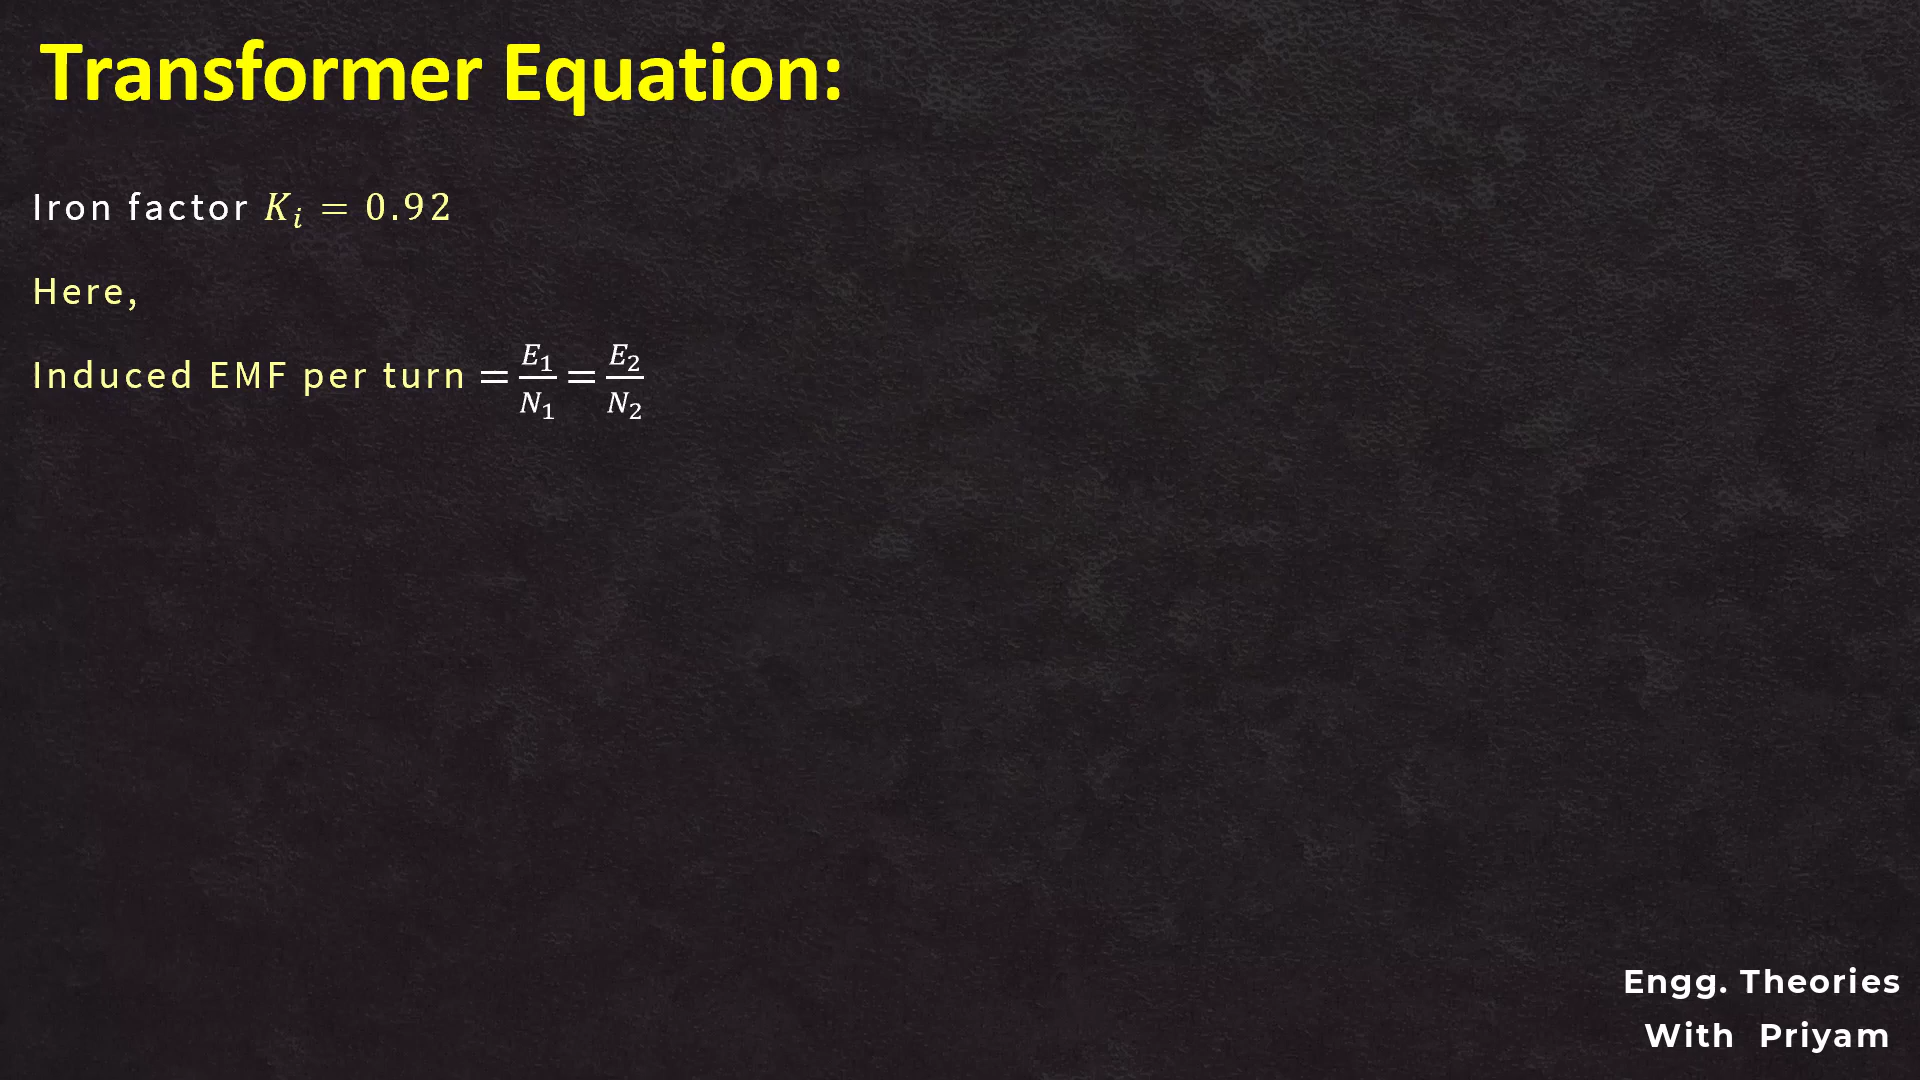 Transformer Equation:
Iron factor K_i = 0.92
Here,
Induced EMF per turn = E_1/N_1 = E_2/N_2
Engg. Theories
With Priyam